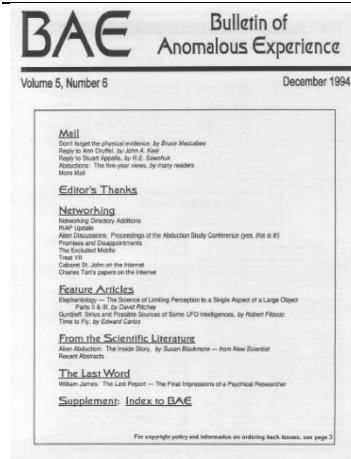 BAE
Bulletin of
Anomalous Experience
Volume 5, Number 6
December 1994
Mail
Don't forget the physical evidence, by Bruce Maccabee
Reply to Ann Druffel, by John A. Keel
Reply to Stuart Appelle, by R.E. Sawchuk
Abductions: The five-year views, by many readers
More Mail
Editor's Thanks
Networking
Networking Directory Additions
RIAP Update
Alien Discussions: Proceedings of the Abduction Study Conference (yes, this is it!)
Premises and Disappointments
The Excluded Middle
Treat VII
Cabaret St. John on the Internet
Charles Tart's papers on the Internet
Feature Articles
Elephantology — The Science of Limiting Perception to a Single Aspect of a Large Object
Parts II & III, by David Ritchey
Gurdjieff, Sirius and Possible Sources of Some UFO Intelligences, by Robert Filocco
Time to Fly, by Edward Carlos
From the Scientific Literature
Alien Abduction: The Inside Story, by Susan Blackmore — from New Scientist
Recent Abstracts
The Last Word
William James: The Last Report — The Final Impressions of a Psychical Researcher
Supplement: Index to BAE
For copyright policy and information on ordering back issues, see page 3